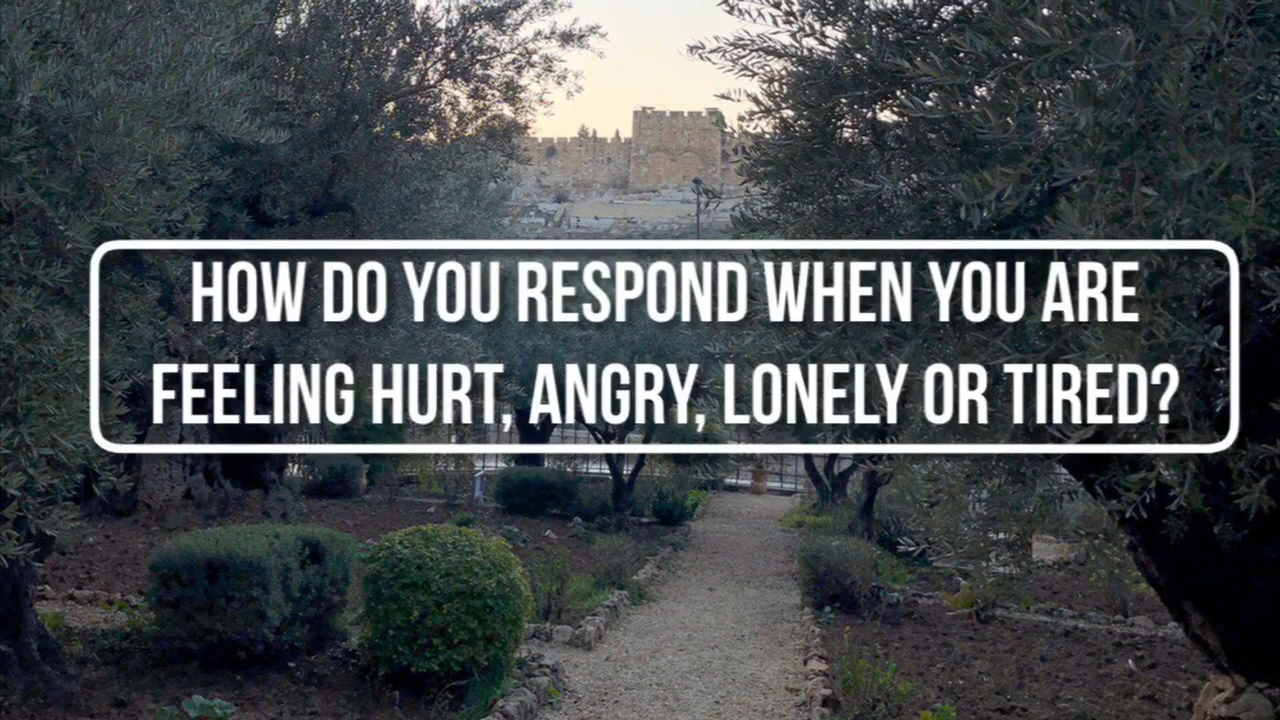 HOW DO YOU RESPOND WHEN YOU ARE
FEELING HURT, ANGRY, LONELY OR TIRED?